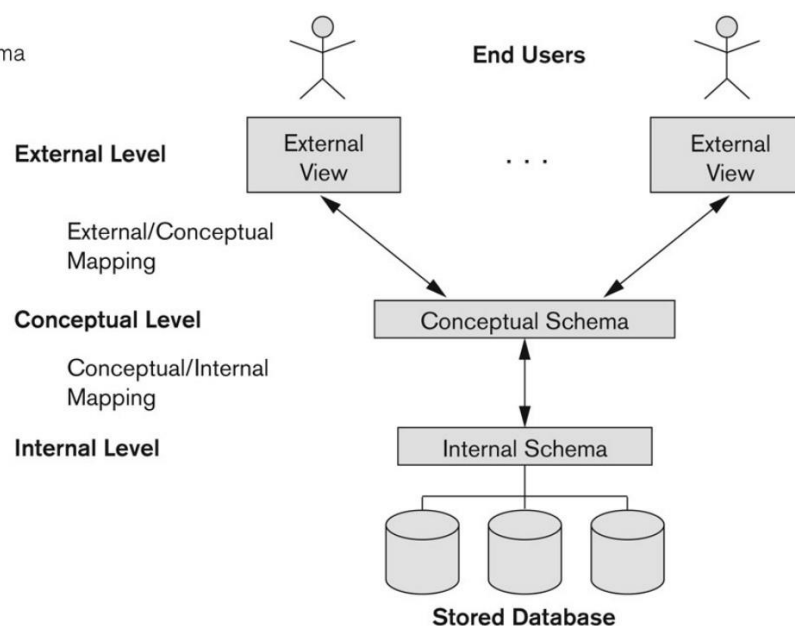 ma
End Users
External Level
External
View
. . .
External
View
External/Conceptual
Mapping
Conceptual Level
Conceptual Schema
Conceptual/Internal
Mapping
Internal Level
Internal Schema
Stored Database